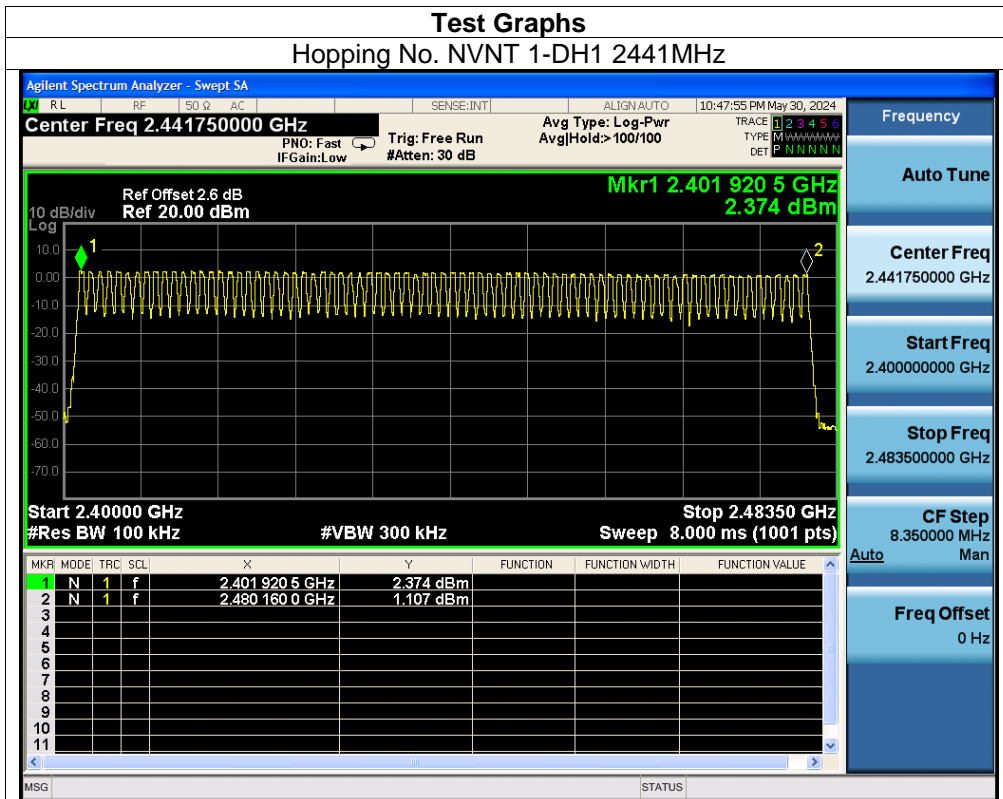 Test Graphs
Hopping No. NVNT 1-DH1 2441MHz
Agilent Spectrum Analyzer - Swept SA
LXI RL RF 50 Ω AC SENSE:INT ALIGN AUTO 10:47:55 PM May 30, 2024
Center Freq 2.441750000 GHz
PNO: Fast
IFGain:Low
Trig: Free Run
#Atten: 30 dB
Avg Type: Log-Pwr
Avg|Hold:>100/100
TRACE 1 2 3 4 5 6
TYPE MWWWWW
DET P N N N N N
Ref Offset 2.6 dB
Ref 20.00 dBm
10 dB/div
Log
Mkr1 2.401 920 5 GHz
2.374 dBm
10.0
0.00
-10.0
-20.0
-30.0
-40.0
-50.0
-60.0
-70.0
1
2
Start 2.40000 GHz Stop 2.48350 GHz
#Res BW 100 kHz #VBW 300 kHz Sweep 8.000 ms (1001 pts)
MKR MODE TRC SCL X Y FUNCTION FUNCTION WIDTH FUNCTION VALUE
1 N 1 f 2.401 920 5 GHz 2.374 dBm
2 N 1 f 2.480 160 0 GHz 1.107 dBm
3
4
5
6
7
8
9
10
11
MSG STATUS
Frequency
Auto Tune
Center Freq
2.441750000 GHz
Start Freq
2.400000000 GHz
Stop Freq
2.483500000 GHz
CF Step
8.350000 MHz
Auto Man
Freq Offset
0 Hz